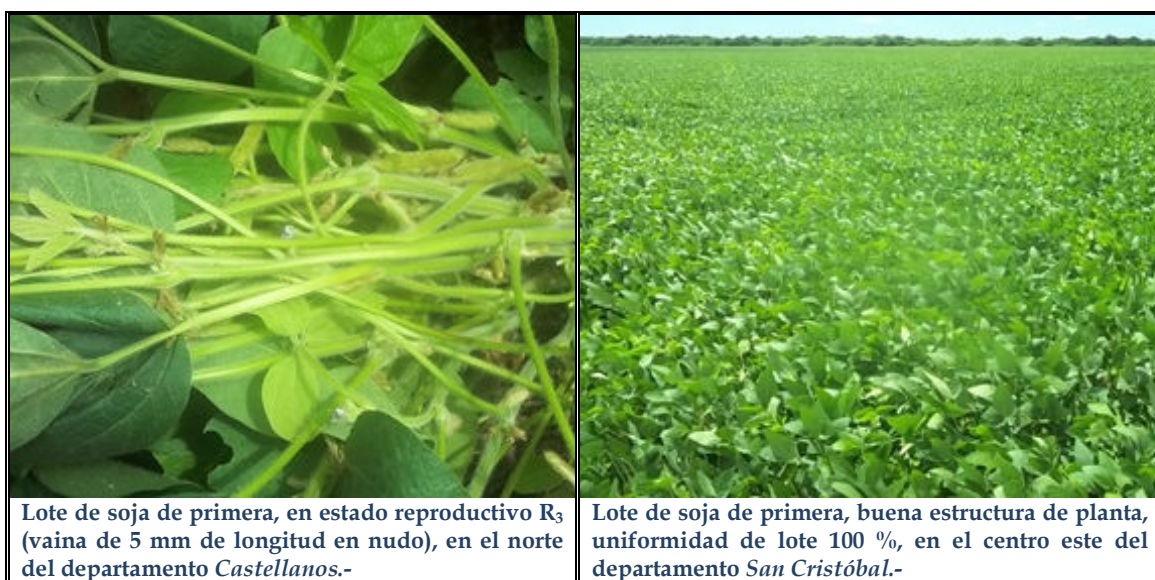 Lote de soja de primera, en estado reproductivo R₃
(vaina de 5 mm de longitud en nudo), en el norte
del departamento Castellanos.-
Lote de soja de primera, buena estructura de planta,
uniformidad de lote 100 %, en el centro este del
departamento San Cristóbal.-